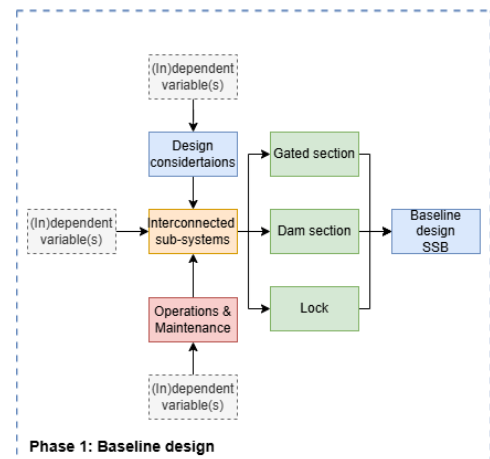 (In)dependent
variable(s)
Design
considertaions
Gated section
(In)dependent
variable(s)
Interconnected
sub-systems
Dam section
Baseline
design
SSB
Operations &
Maintenance
Lock
(In)dependent
variable(s)
Phase 1: Baseline design